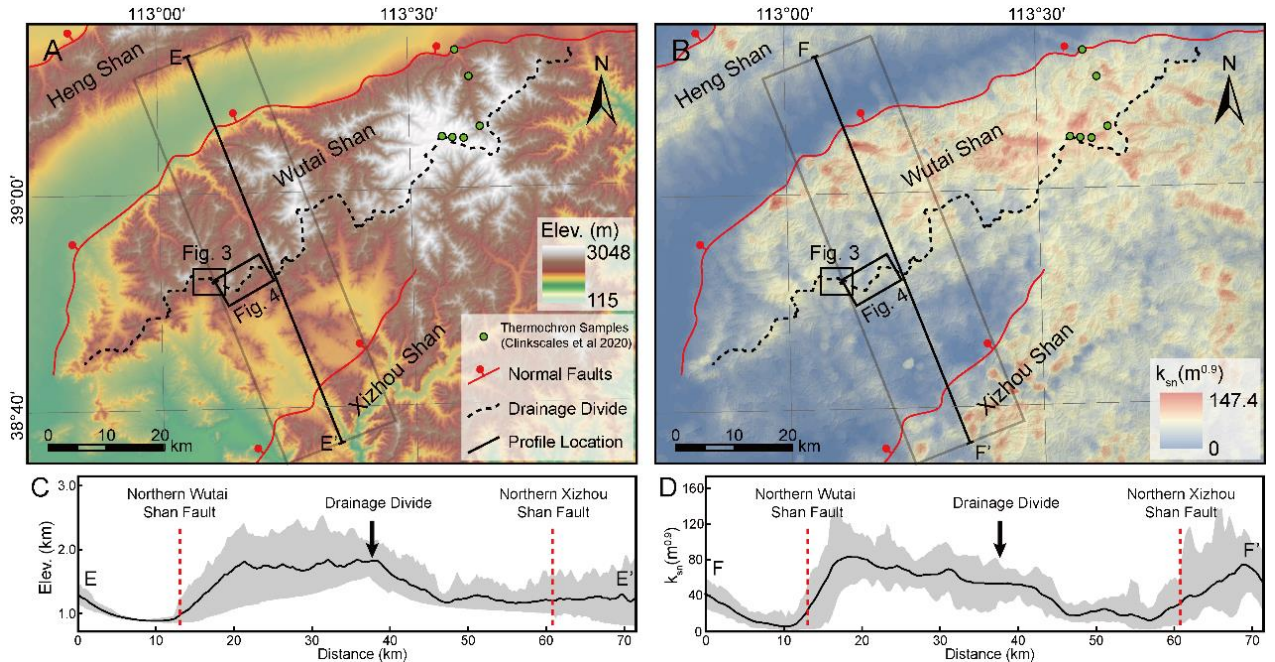 113°00' 113°30' 113°00' 113°30'
A
E
Heng Shan
Wutai Shan
N
39°00'
Fig. 3
Fig. 4
Elev. (m)
3048
115
Thermochron Samples
(Clinkscales et al 2020)
Normal Faults
Drainage Divide
Profile Location
Xizhou Shan
38°40'
E'
0 10 20
km
B
F
Heng Shan
Wutai Shan
N
39°00'
Fig. 3
Fig. 4
Xizhou Shan
ksn(m0.9)
147.4
0
38°40'
F'
0 10 20
km
C
3.0
2.0
1.0
Elev. (km)
Northern Wutai
Shan Fault
Drainage Divide
Northern Xizhou
Shan Fault
E
E'
0 10 20 30 40 50 60 70
Distance (km)
D
160
120
80
40
0
ksn(m0.9)
Northern Wutai
Shan Fault
Drainage Divide
Northern Xizhou
Shan Fault
F
F'
0 10 20 30 40 50 60 70
Distance (km)